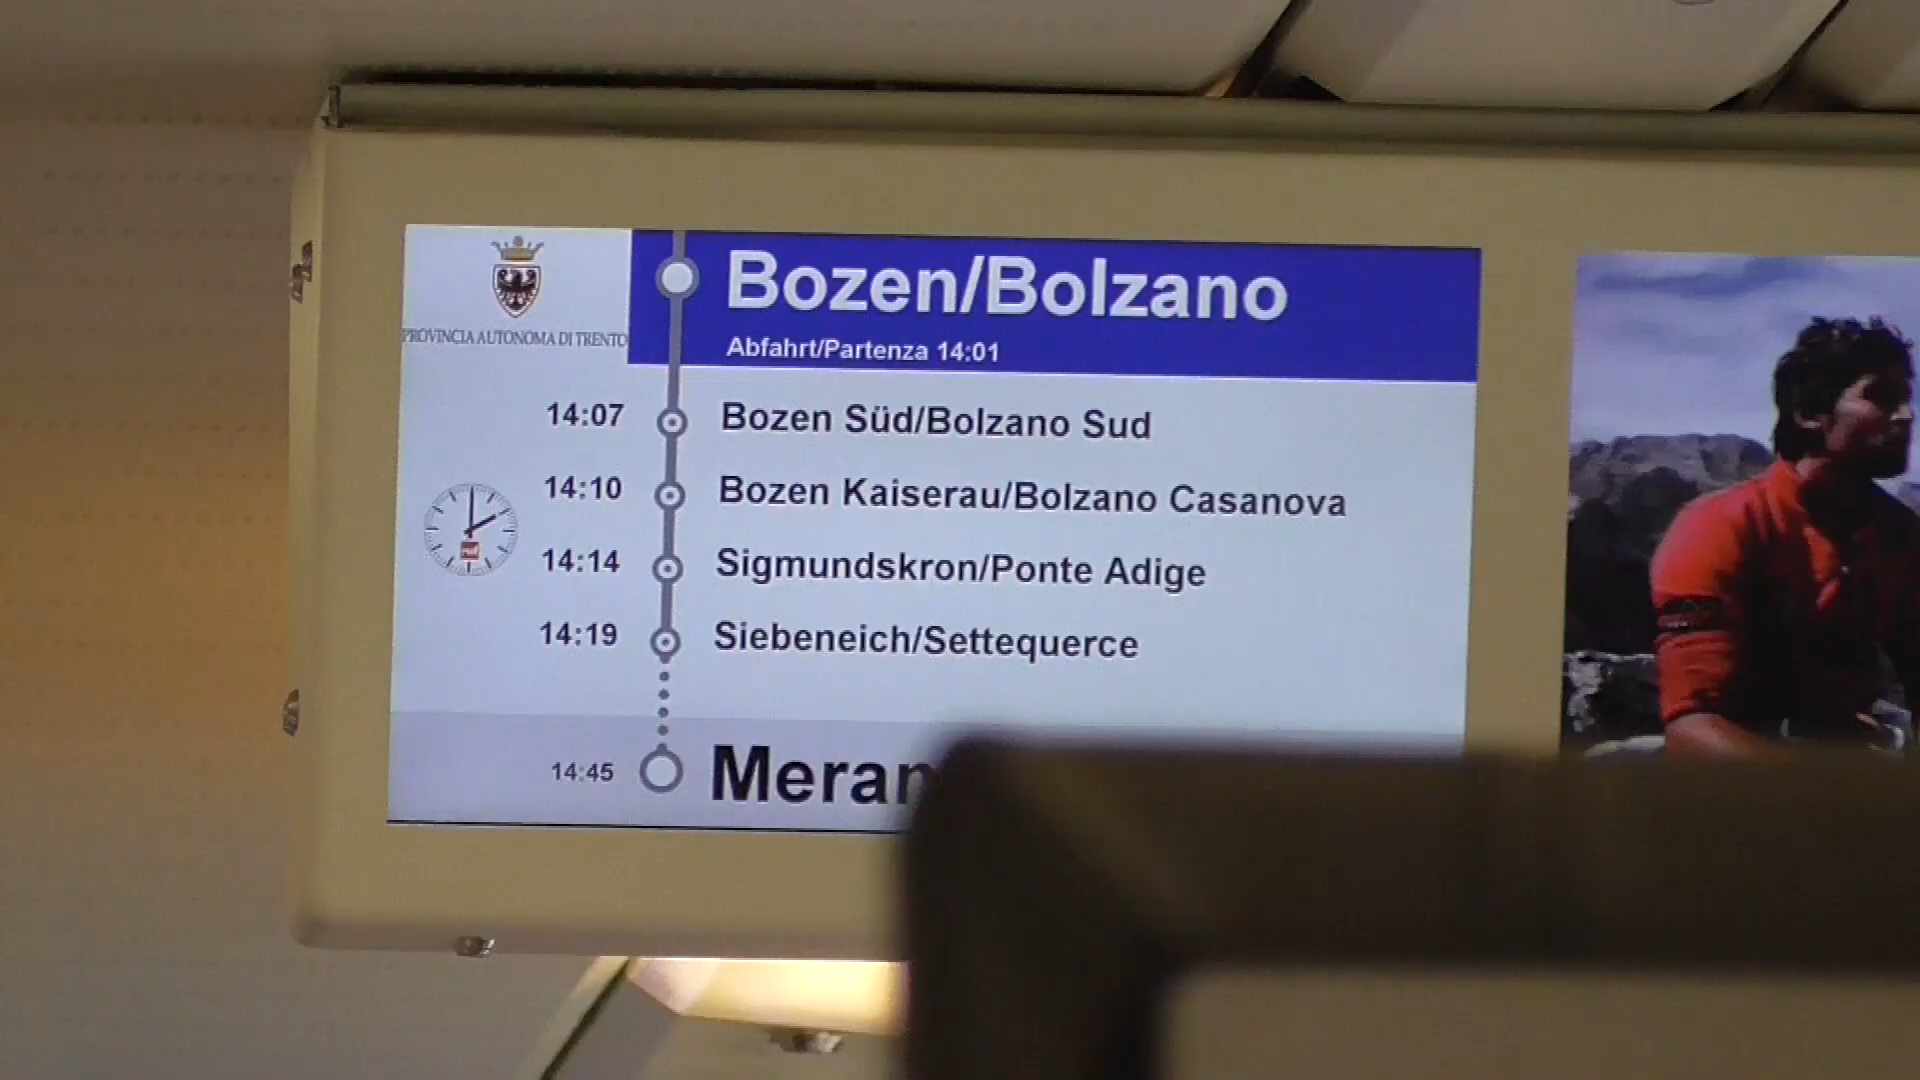 Bozen/Bolzano
Abfahrt/Partenza 14:01
PROVINCIA AUTONOMA DI TRENTO
14:07 Bozen Süd/Bolzano Sud
14:10 Bozen Kaiserau/Bolzano Casanova
14:14 Sigmundskron/Ponte Adige
14:19 Siebeneich/Settequerce
14:45 Meran